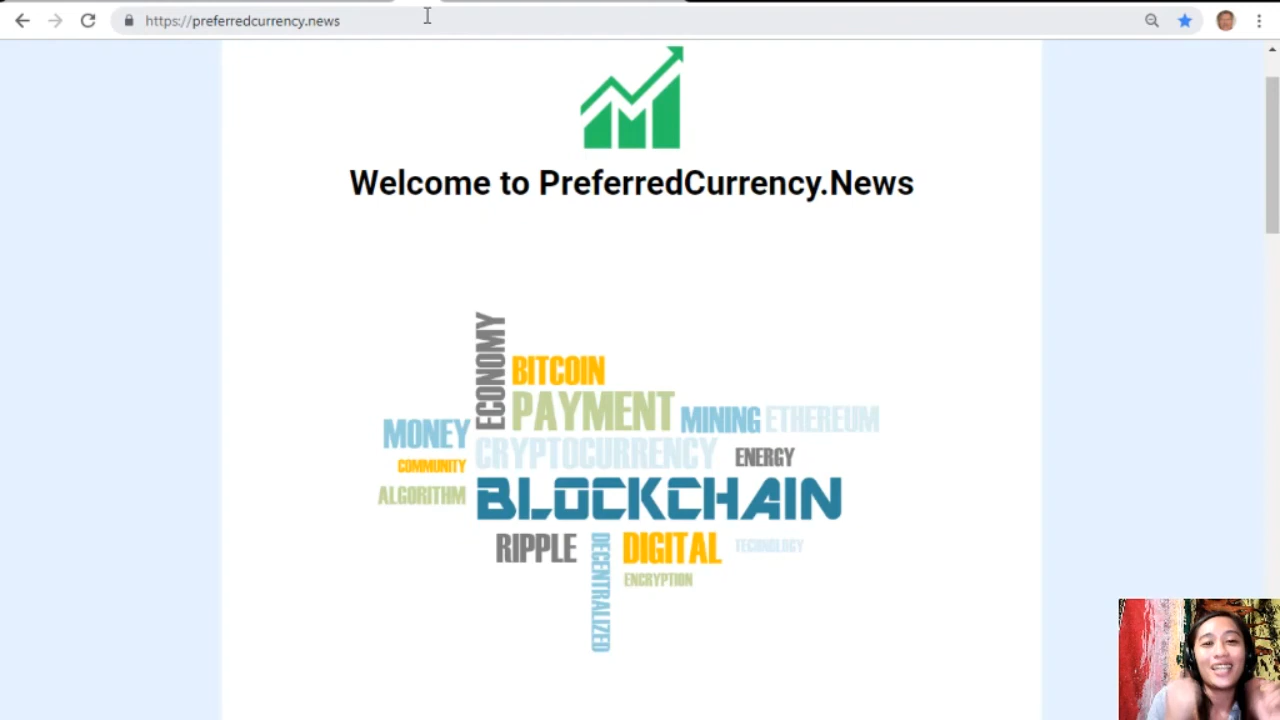 https://preferredcurrency.news
Welcome to PreferredCurrency.News
ECONOMY
BITCOIN
PAYMENT
MONEY
MINING ETHEREUM
CRYPTOCURRENCY
COMMUNITY
ENERGY
ALGORITHM
BLOCKCHAIN
RIPPLE
DECENTRALIZED
DIGITAL
TECHNOLOGY
ENCRYPTION